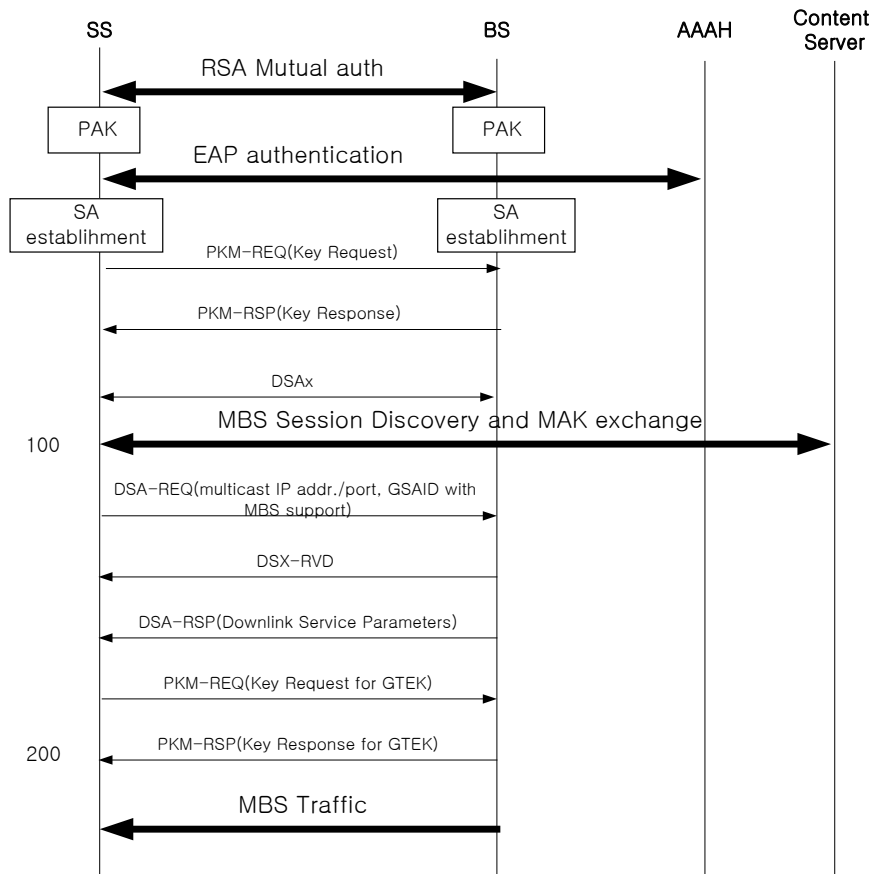 SS
BS
AAAH
Content
Server
RSA Mutual auth
PAK
PAK
EAP authentication
SA
establihment
SA
establihment
PKM-REQ(Key Request)
PKM-RSP(Key Response)
DSAx
MBS Session Discovery and MAK exchange
100
DSA-REQ(multicast IP addr./port, GSAID with
MBS support)
DSX-RVD
DSA-RSP(Downlink Service Parameters)
PKM-REQ(Key Request for GTEK)
PKM-RSP(Key Response for GTEK)
200
MBS Traffic